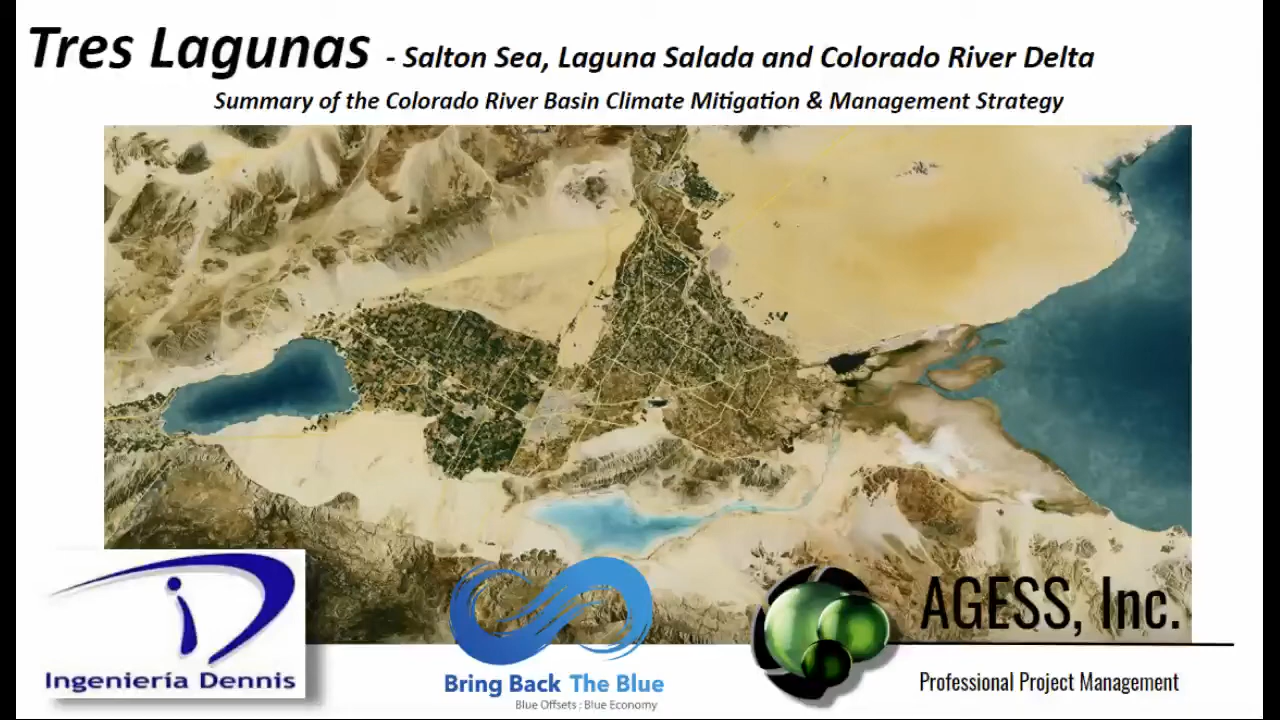 Tres Lagunas - Salton Sea, Laguna Salada and Colorado River Delta
Summary of the Colorado River Basin Climate Mitigation & Management Strategy
Ingeniería Dennis
Bring Back The Blue
Blue Offsets ; Blue Economy
AGESS, Inc.
Professional Project Management